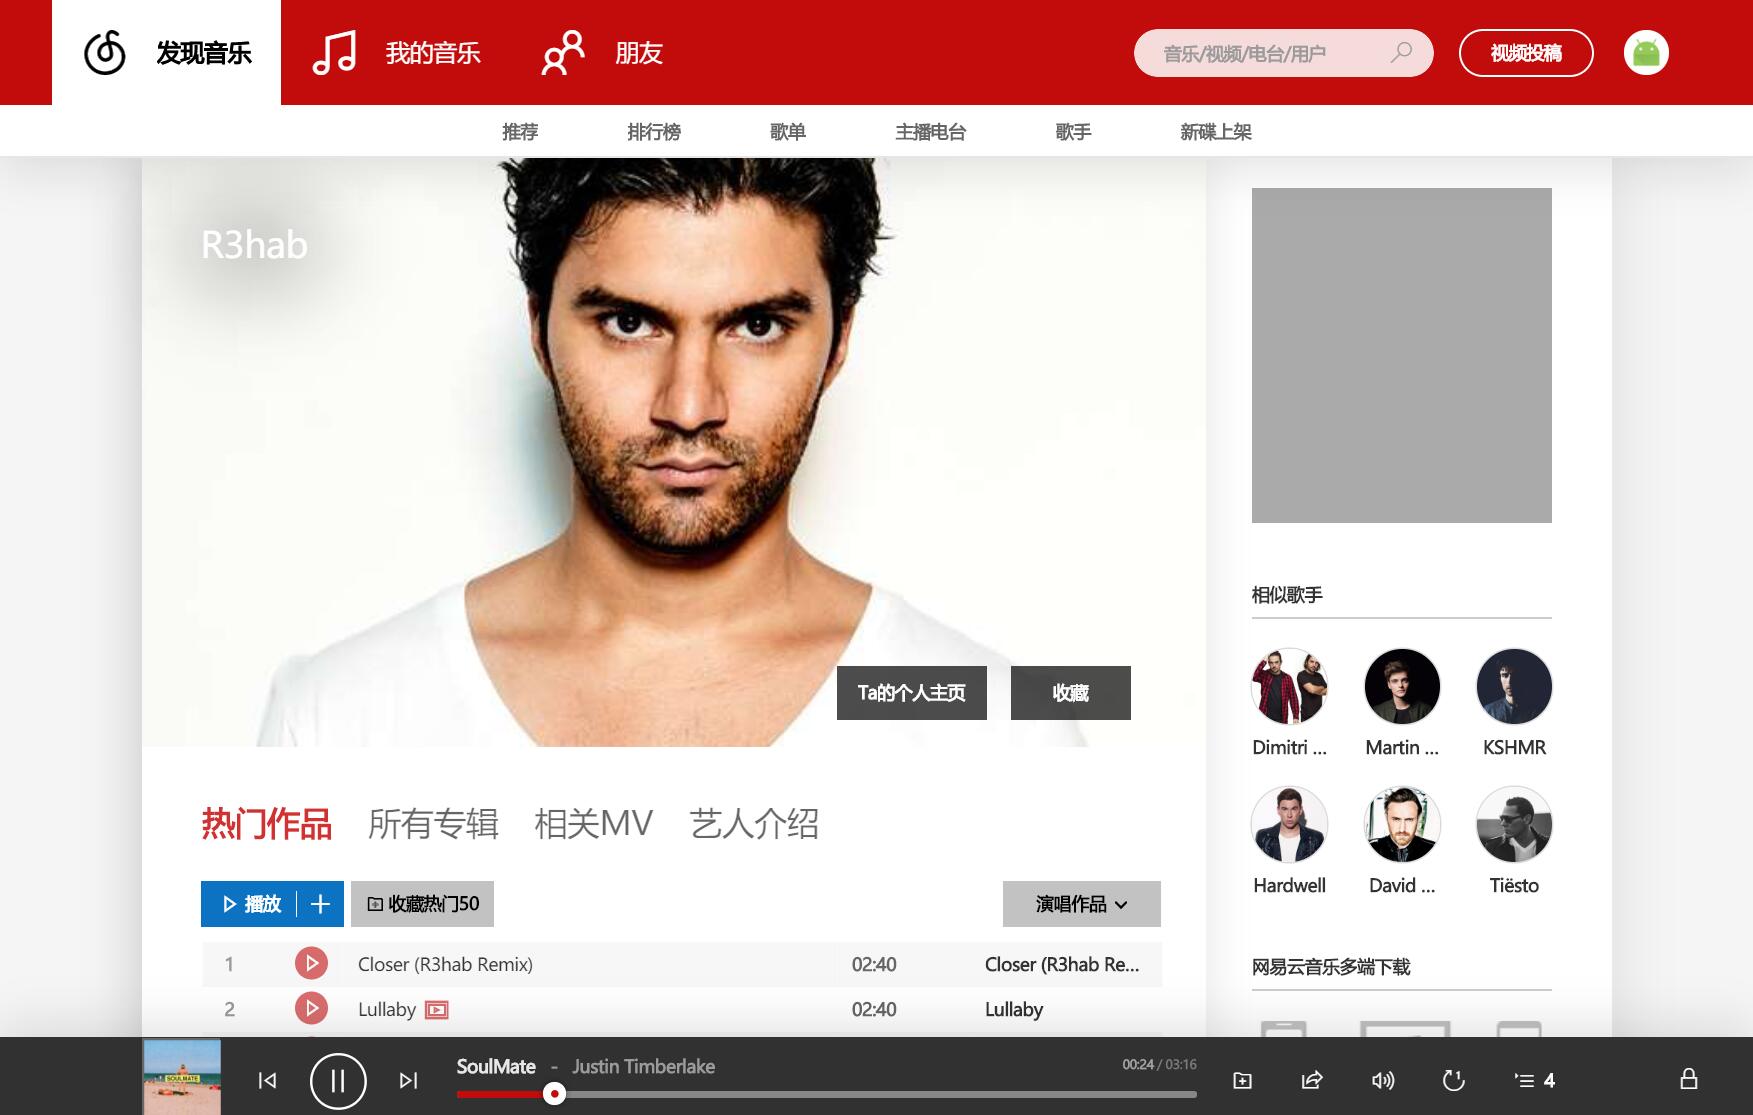 发现音乐
我的音乐
朋友
音乐/视频/电台/用户
视频投稿
推荐
排行榜
歌单
主播电台
歌手
新碟上架
R3hab
Ta的个人主页
收藏
相似歌手
Dimitri ...
Martin ...
KSHMR
Hardwell
David ...
Tiësto
网易云音乐多端下载
热门作品
所有专辑
相关MV
艺人介绍
播放
收藏热门50
演唱作品
1 Closer (R3hab Remix) 02:40 Closer (R3hab Re...
2 Lullaby 02:40 Lullaby
SOULMATE
SoulMate - Justin Timberlake
00:24 / 03:16
1
4